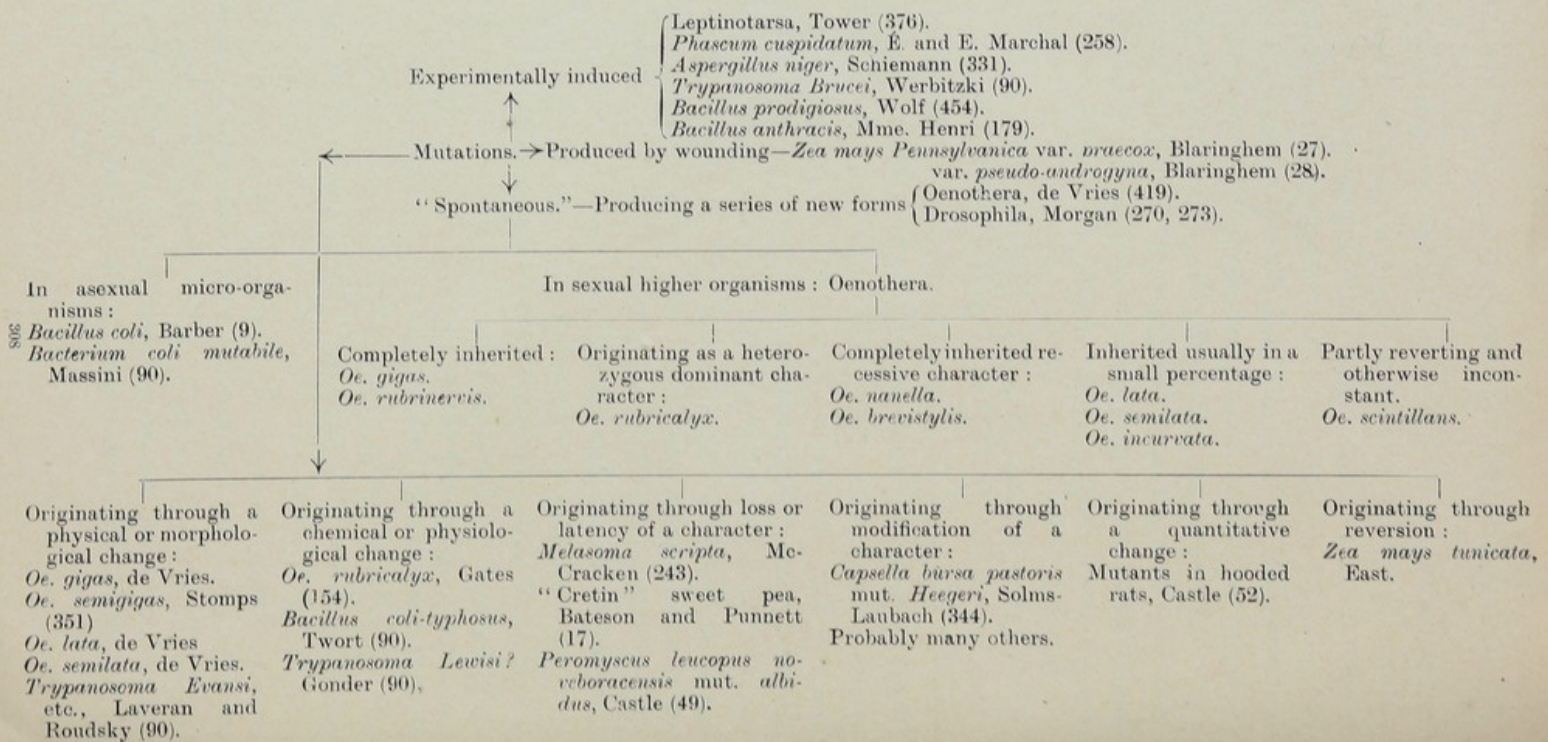 Leptinotarsa, Tower (376).
Phascum cuspidatum, É. and E. Marchal (258).
Experimentally induced
Aspergillus niger, Schiemann (331).
Trypanosoma Brucei, Werbitzki (90).
Bacillus prodigiosus, Wolf (454).
Bacillus anthracis, Mme. Henri (179).
Mutations.→Produced by wounding—Zea mays Pennsylvanica var. praecox, Blaringhem (27).
var. pseudo-androgyna, Blaringhem (28).
“Spontaneous.”—Producing a series of new forms
Oenothera, de Vries (419).
Drosophila, Morgan (270, 273).
In asexual micro-orga-
nisms :
Bacillus coli, Barber (9).
Bacterium coli mutabile,
Massini (90).
308
In sexual higher organisms : Oenothera.
Completely inherited :
Oe. gigas.
Oe. rubrinervis.
Originating as a hetero-
zygous dominant cha-
racter :
Oe. rubricalyx.
Completely inherited re-
cessive character :
Oe. nanella.
Oe. brevistylis.
Inherited usually in a
small percentage :
Oe. lata.
Oe. semilata.
Oe. incurvata.
Partly reverting and
otherwise incon-
stant.
Oe. scintillans.
Originating through a
physical or morpholo-
gical change :
Oe. gigas, de Vries.
Oe. semigigas, Stomps
(351)
Oe. lata, de Vries
Oe. semilata, de Vries.
Trypanosoma Evansi,
etc., Laveran and
Roudsky (90).
Originating through a
chemical or physiolo-
gical change :
Oe. rubricalyx, Gates
(154).
Bacillus coli-typhosus,
Twort (90).
Trypanosoma Lewisi?
Gonder (90),
Originating through loss or
latency of a character :
Melasoma scripta, Mc-
Cracken (243).
“Cretin” sweet pea,
Bateson and Punnett
(17).
Peromyscus leucopus no-
veboracensis mut. albi-
dus, Castle (49).
Originating through
modification of a
character :
Capsella bursa pastoris
mut. Heegeri, Solms-
Laubach (344).
Probably many others.
Originating through
a quantitative
change :
Mutants in hooded
rats, Castle (52).
Originating through
reversion :
Zea mays tunicata,
East.